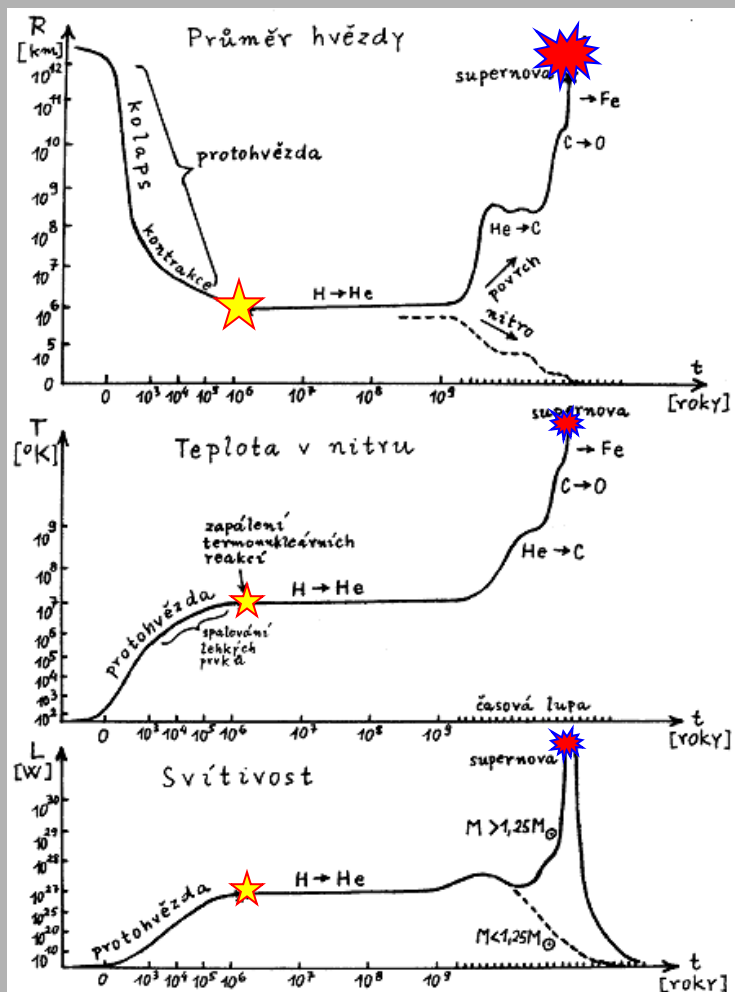 R
[km]
Průměr hvězdy
10¹²
10¹¹
10¹⁰
10⁹
10⁸
10⁷
10⁶
10⁵
0
kolaps
kontrakce
protohvězda
H→He
He→C
C→O
→Fe
supernova
povrch
nitro
0 10³ 10⁴ 10⁵ 10⁶ 10⁷ 10⁸ 10⁹
t
[roky]
T
[°K]
Teplota v nitru
10⁹
10⁸
10⁷
10⁶
10⁵
10⁴
10³
10²
protohvězda
zapálení
termonukleárních
reakcí
spalování
lehkých
prvků
H→He
He→C
C→O
→Fe
supernova
0 10³ 10⁴ 10⁵ 10⁶ 10⁷ 10⁸ 10⁹
časová lupa
t
[roky]
L
[W]
Svítivost
10³⁰
10²⁹
10²⁸
10²⁷
10²⁵
10²⁰
10¹⁰
protohvězda
H→He
supernova
M>1,25M☉
M<1,25M☉
0 10³ 10⁴ 10⁵ 10⁶ 10⁷ 10⁸ 10⁹
t
[roky]